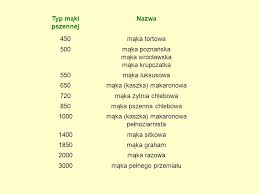 Typ mąki Nazwa
pszennej
450 mąka tortowa
500 mąka poznańska
mąka wrocławska
mąka krupczatka
550 mąka luksusowa
650 mąka (kaszka) makaronowa
720 mąka żytnia chlebowa
850 mąka pszenna chlebowa
1000 mąka (kaszka) makaronowa
pełnoziarnista
1400 mąka sitkowa
1850 mąka graham
2000 mąka razowa
3000 mąka pełnego przemiału